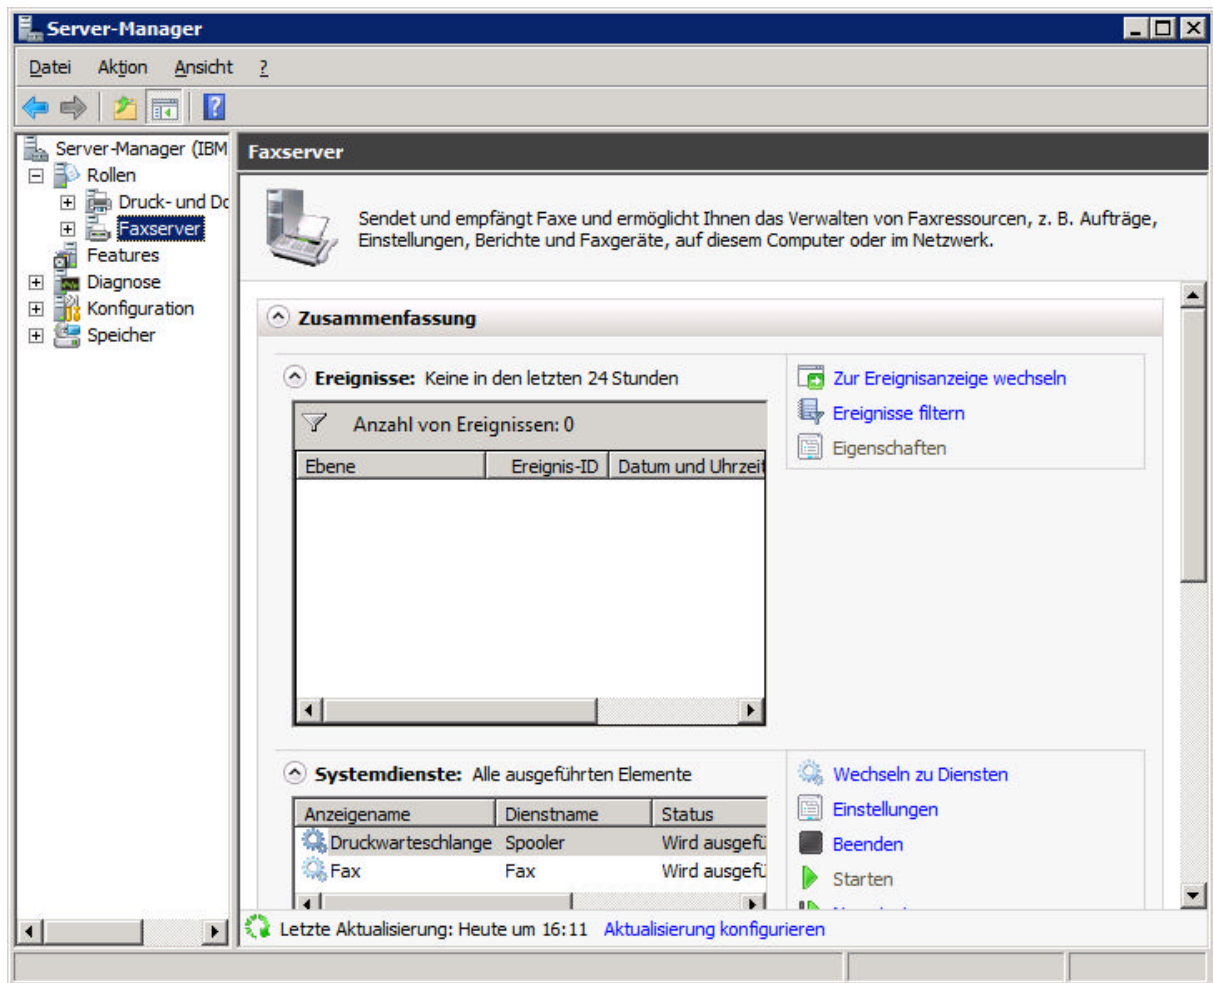 Server-Manager
Datei Aktion Ansicht ?
Server-Manager (IBM
Rollen
Druck- und Do
Faxserver
Features
Diagnose
Konfiguration
Speicher
Faxserver
Sendet und empfängt Faxe und ermöglicht Ihnen das Verwalten von Faxressourcen, z. B. Aufträge,
Einstellungen, Berichte und Faxgeräte, auf diesem Computer oder im Netzwerk.
Zusammenfassung
Ereignisse: Keine in den letzten 24 Stunden
Anzahl von Ereignissen: 0
Ebene Ereignis-ID Datum und Uhrzeit
Zur Ereignisanzeige wechseln
Ereignisse filtern
Eigenschaften
Systemdienste: Alle ausgeführten Elemente
Anzeigename Dienstname Status
Druckwarteschlange Spooler Wird ausgefü
Fax Fax Wird ausgefü
Wechseln zu Diensten
Einstellungen
Beenden
Starten
Letzte Aktualisierung: Heute um 16:11 Aktualisierung konfigurieren